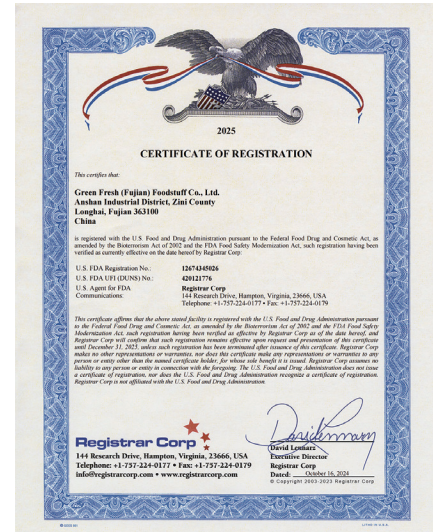 2025
CERTIFICATE OF REGISTRATION
This certifies that:
Green Fresh (Fujian) Foodstuff Co., Ltd.
Anshan Industrial District, Zini County
Longhai, Fujian 363100
China
is registered with the U.S. Food and Drug Administration pursuant to the Federal Food Drug and Cosmetic Act, as
amended by the Bioterrorism Act of 2002 and the FDA Food Safety Modernization Act, such registration having been
verified as currently effective on the date hereof by Registrar Corp:
U.S. FDA Registration No.: 12674345026
U.S. FDA UFI (DUNS) No.: 420121776
U.S. Agent for FDA Registrar Corp
Communications: 144 Research Drive, Hampton, Virginia, 23666, USA
Telephone: +1-757-224-0177 • Fax: +1-757-224-0179
This certificate affirms that the above stated facility is registered with the U.S. Food and Drug Administration pursuant
to the Federal Food Drug and Cosmetic Act, as amended by the Bioterrorism Act of 2002 and the FDA Food Safety
Modernization Act, such registration having been verified as effective by Registrar Corp as of the date hereof, and
Registrar Corp will confirm that such registration remains effective upon request and presentation of this certificate
until December 31, 2025, unless such registration has been terminated after issuance of this certificate. Registrar Corp
makes no other representations or warranties, nor does this certificate make any representations or warranties to any
person or entity other than the named certificate holder, for whose sole benefit it is issued. Registrar Corp assumes no
liability to any person or entity in connection with the foregoing. The U.S. Food and Drug Administration does not issue
a certificate of registration, nor does the U.S. Food and Drug Administration recognize a certificate of registration.
Registrar Corp is not affiliated with the U.S. Food and Drug Administration.
Registrar Corp
144 Research Drive, Hampton, Virginia, 23666, USA
Telephone: +1-757-224-0177 • Fax: +1-757-224-0179
info@registrarcorp.com • www.registrarcorp.com
David Lennarz
Executive Director
Registrar Corp
Dated: October 16, 2024
© Copyright 2003-2023 Registrar Corp
LITHO IN U.S.A.